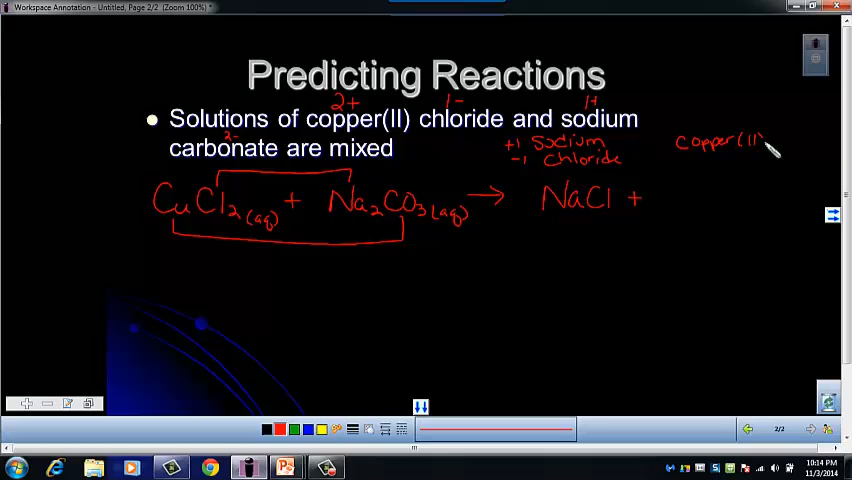 Workspace Annotation - Untitled, Page 2/2 (Zoom 100%) *
Predicting Reactions
2+ 1- 1+
Solutions of copper(II) chloride and sodium
2-
carbonate are mixed
+1 sodium
-1 chloride
copper(II)
CuCl2(aq) + Na2CO3(aq) → NaCl +
2/2
10:14 PM
11/3/2014